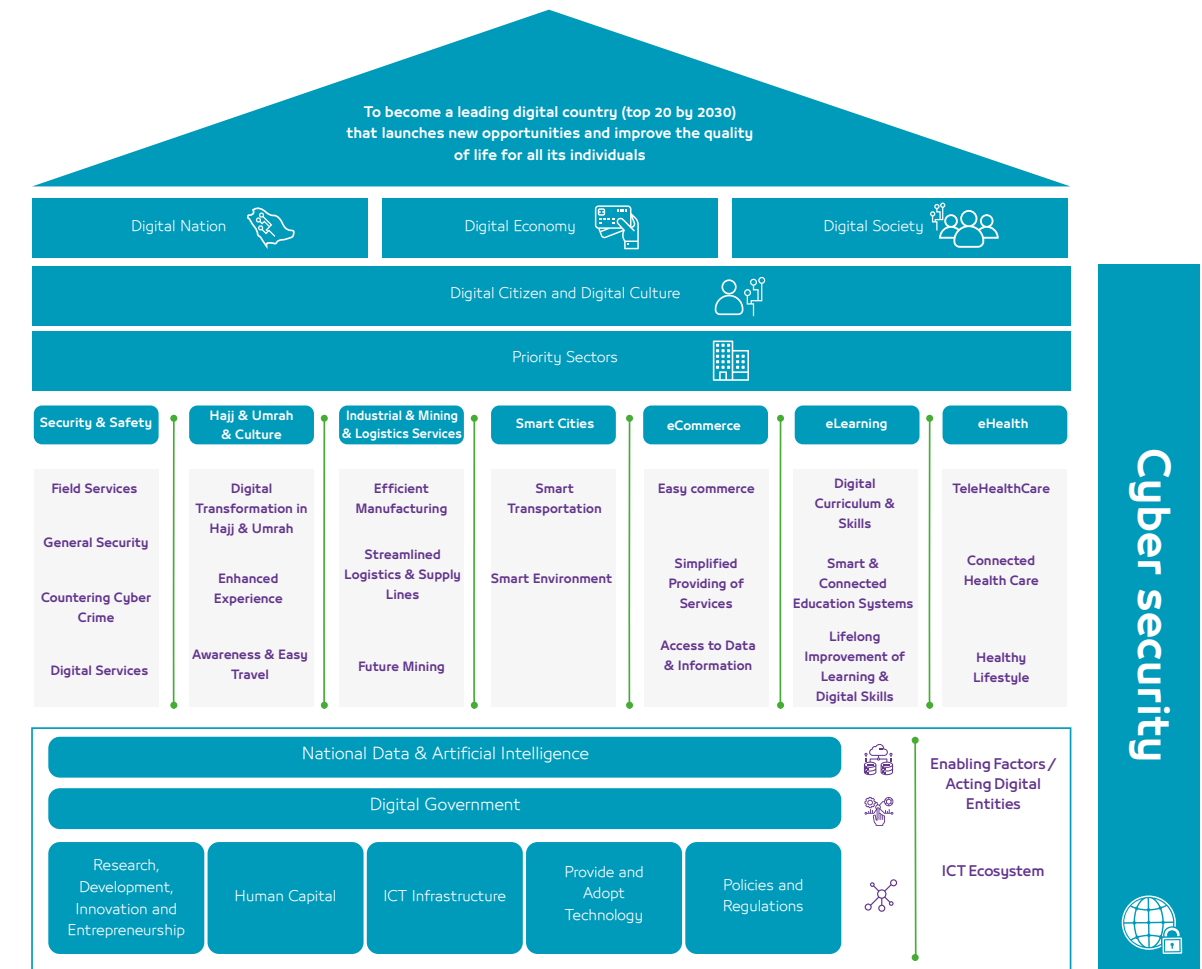 To become a leading digital country (top 20 by 2030)
that launches new opportunities and improve the quality
of life for all its individuals
Digital Nation
Digital Economy
Digital Society
Digital Citizen and Digital Culture
Priority Sectors
Security & Safety
Field Services
General Security
Countering Cyber
Crime
Digital Services
Hajj & Umrah
& Culture
Digital
Transformation in
Hajj & Umrah
Enhanced
Experience
Awareness & Easy
Travel
Industrial & Mining
& Logistics Services
Efficient
Manufacturing
Streamlined
Logistics & Supply
Lines
Future Mining
Smart Cities
Smart
Transportation
Smart Environment
eCommerce
Easy commerce
Simplified
Providing of
Services
Access to Data
& Information
eLearning
Digital
Curriculum &
Skills
Smart &
Connected
Education Systems
Lifelong
Improvement of
Learning &
Digital Skills
eHealth
TeleHealthCare
Connected
Health Care
Healthy
Lifestyle
National Data & Artificial Intelligence
Digital Government
Enabling Factors /
Acting Digital
Entities
Research,
Development,
Innovation and
Entrepreneurship
Human Capital
ICT Infrastructure
Provide and
Adopt
Technology
Policies and
Regulations
ICT Ecosystem
Cyber security